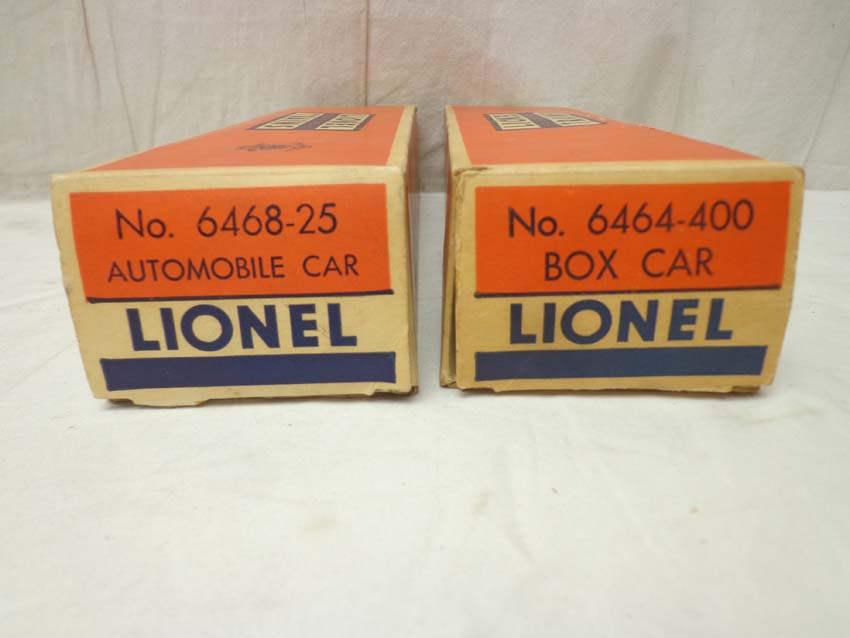 No. 6468-25
AUTOMOBILE CAR
LIONEL
No. 6464-400
BOX CAR
LIONEL